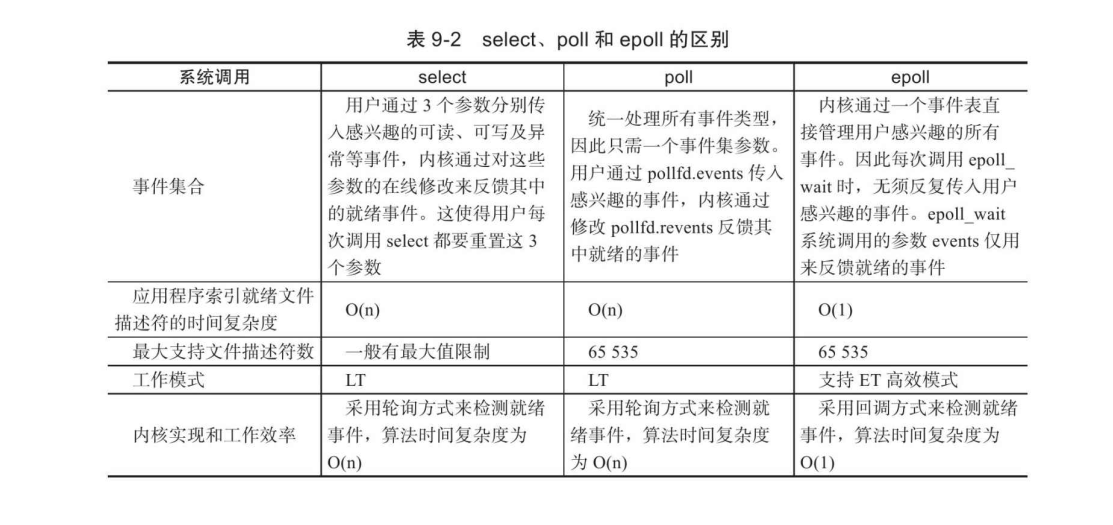 表 9-2 select、poll 和 epoll 的区别
系统调用 select poll epoll
事件集合
用户通过 3 个参数分别传
入感兴趣的可读、可写及异
常等事件，内核通过对这些
参数的在线修改来反馈其中
的就绪事件。这使得用户每
次调用 select 都要重置这 3
个参数
统一处理所有事件类型，
因此只需一个事件集参数。
用户通过 pollfd.events 传入
感兴趣的事件，内核通过
修改 pollfd.revents 反馈其
中就绪的事件
内核通过一个事件表直
接管理用户感兴趣的所有
事件。因此每次调用 epoll_
wait 时，无须反复传入用户
感兴趣的事件。epoll_wait
系统调用的参数 events 仅用
来反馈就绪的事件
应用程序索引就绪文件
描述符的时间复杂度
O(n) O(n) O(1)
最大支持文件描述符数 一般有最大值限制 65 535 65 535
工作模式 LT LT 支持 ET 高效模式
内核实现和工作效率
采用轮询方式来检测就绪
事件，算法时间复杂度为
O(n)
采用轮询方式来检测就
绪事件，算法时间复杂度
为 O(n)
采用回调方式来检测就绪
事件，算法时间复杂度为
O(1)